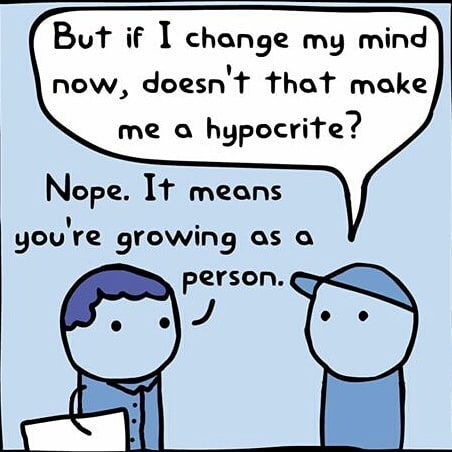 But if I change my mind
now, doesn't that make
me a hypocrite?
Nope. It means
you're growing as a
person.